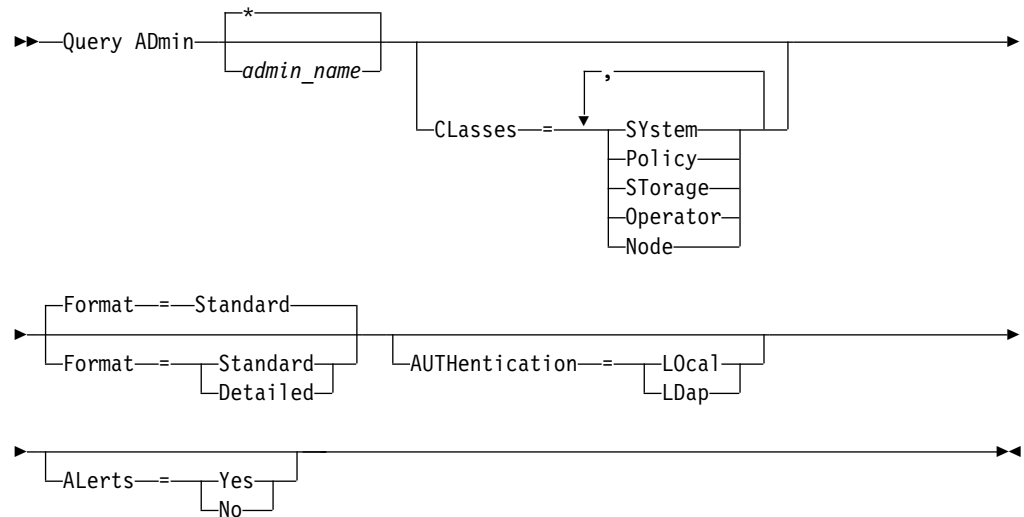 *
Query ADmin
admin_name
,
CLasses = SYstem
Policy
STorage
Operator
Node
Format = Standard
Format = Standard
Detailed
AUTHentication = LOcal
LDap
ALerts = Yes
No